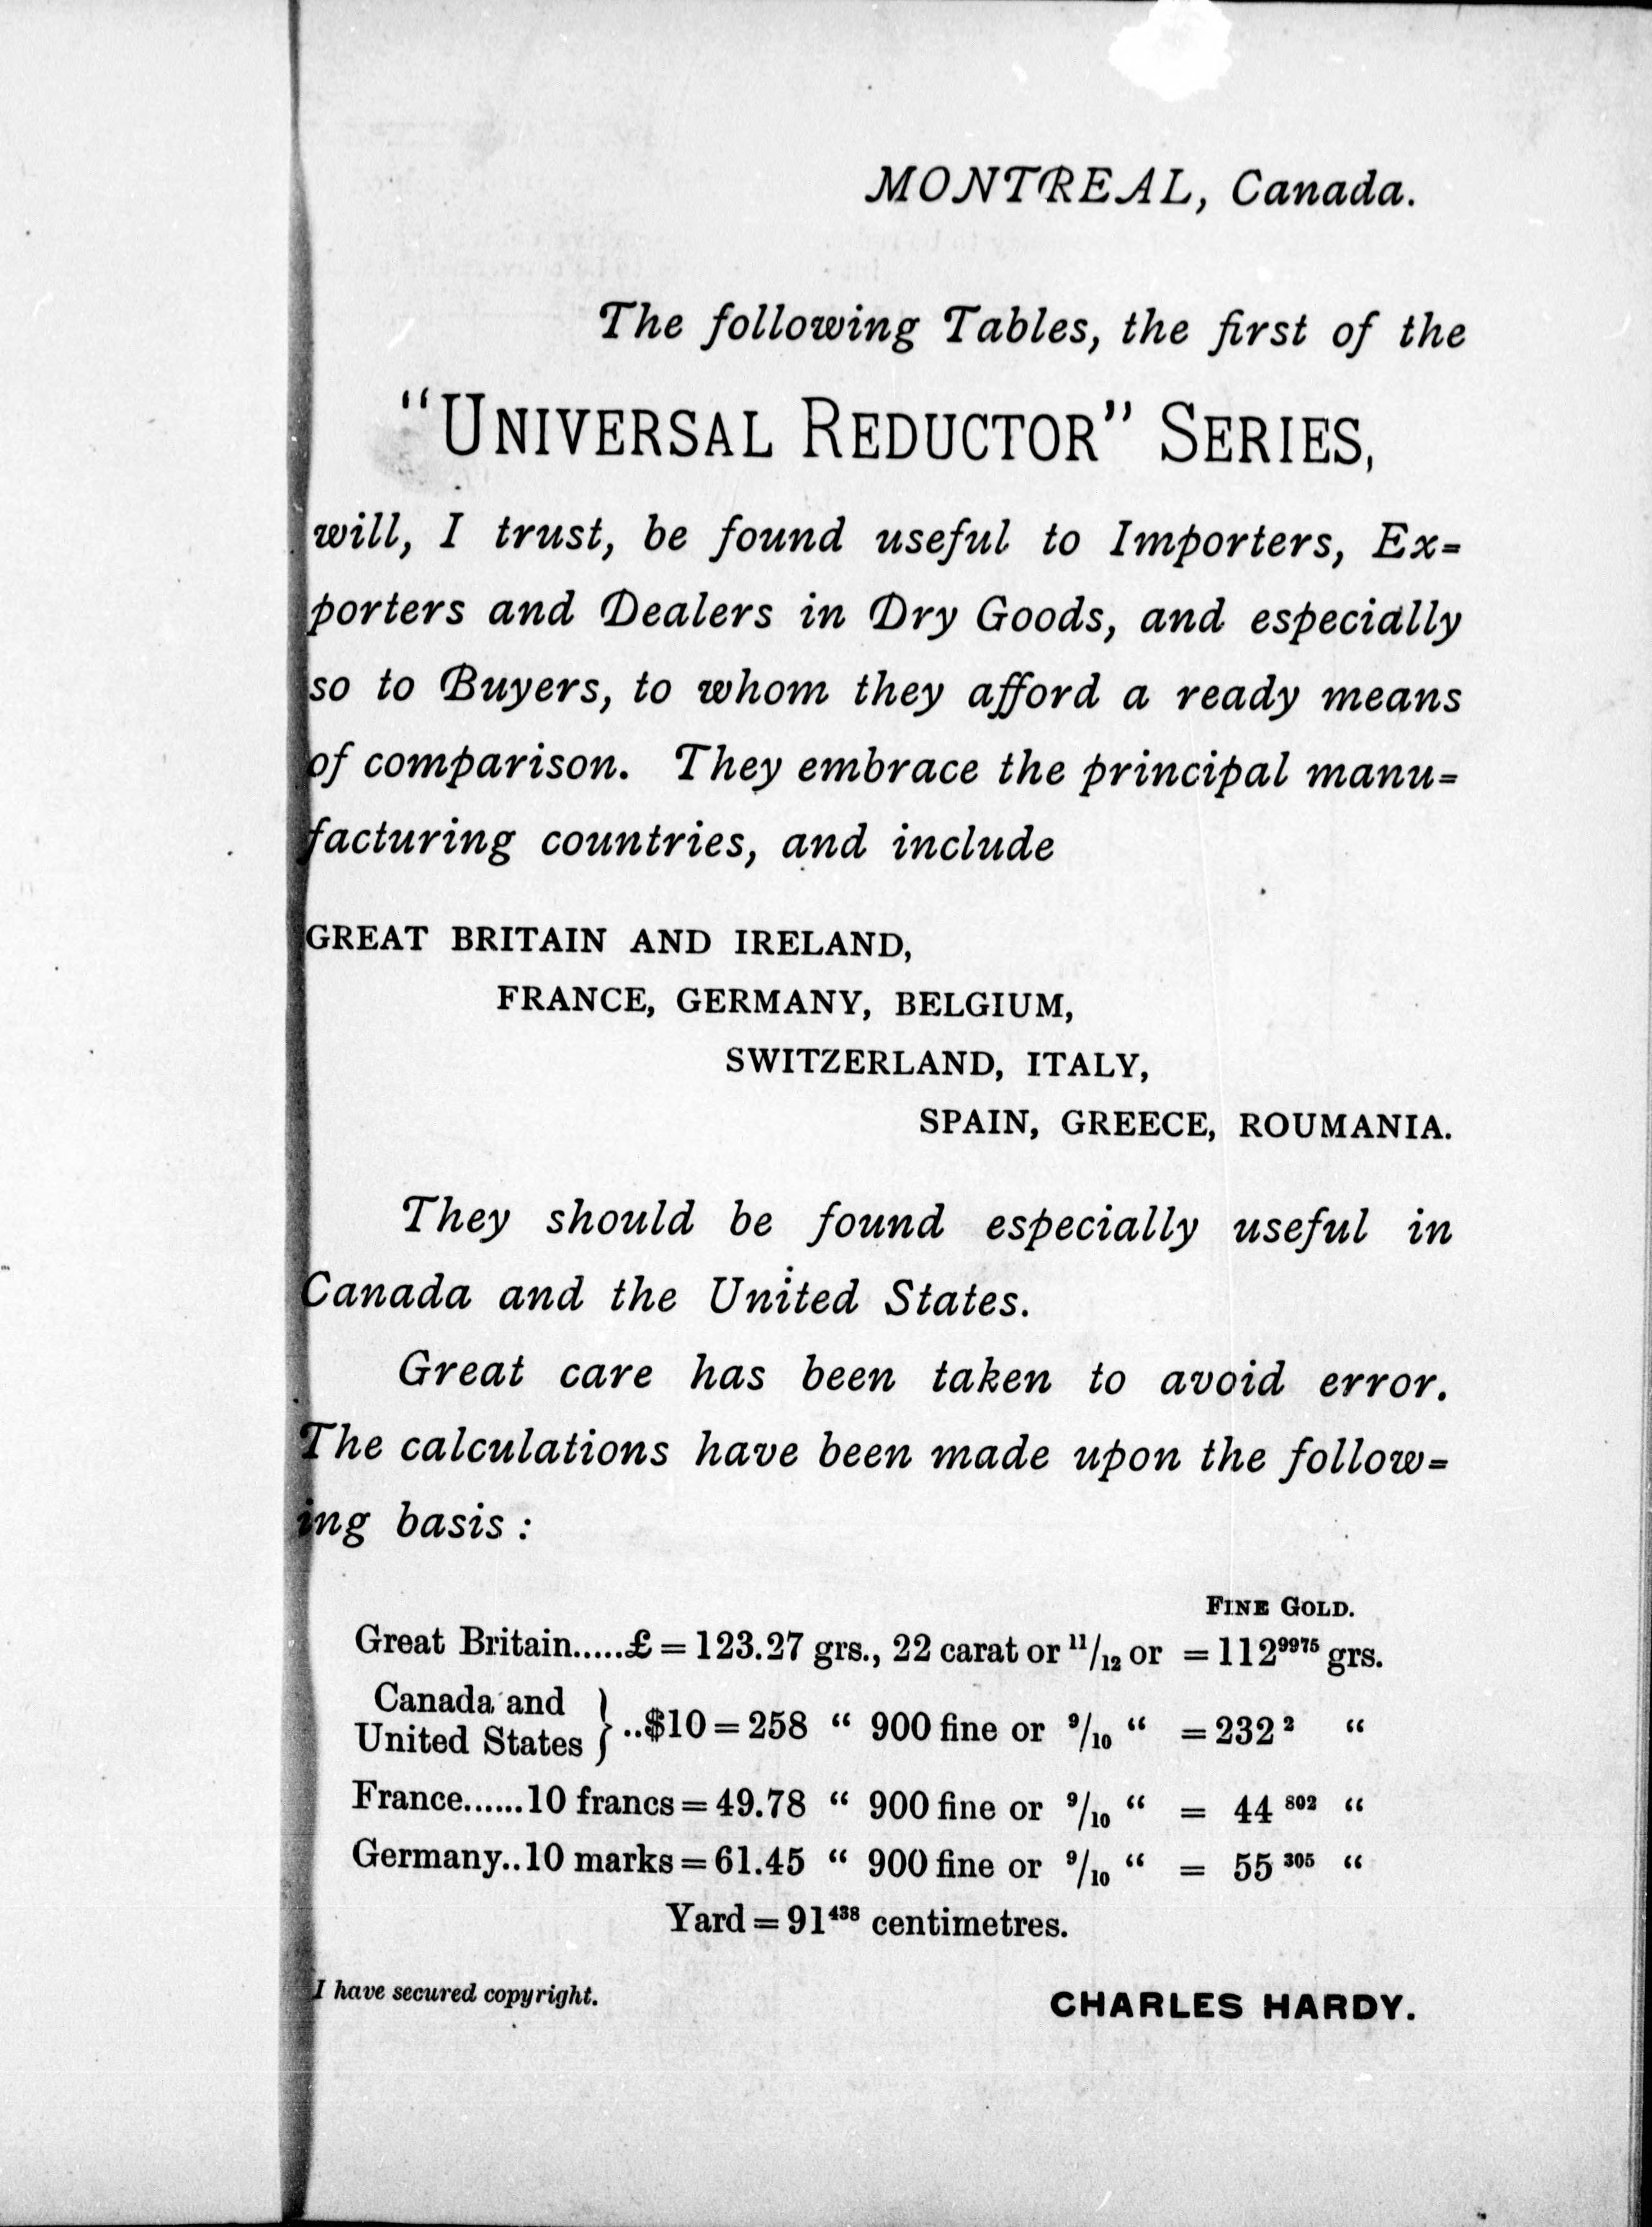 MONTREAL, Canada.
The following Tables, the first of the
“UNIVERSAL REDUCTOR” SERIES,
will, I trust, be found useful to Importers, Ex=
porters and Dealers in Dry Goods, and especially
so to Buyers, to whom they afford a ready means
of comparison. They embrace the principal manu=
facturing countries, and include
GREAT BRITAIN AND IRELAND,
FRANCE, GERMANY, BELGIUM,
SWITZERLAND, ITALY,
SPAIN, GREECE, ROUMANIA.
They should be found especially useful in
Canada and the United States.
Great care has been taken to avoid error.
The calculations have been made upon the follow=
ing basis :
FINE GOLD.
Great Britain.....£ = 123.27 grs., 22 carat or ¹¹/₁₂ or = 112⁹⁹⁷⁵ grs.
Canada and
United States } ..$10 = 258 “ 900 fine or ⁹/₁₀ “ = 232² “
France......10 francs = 49.78 “ 900 fine or ⁹/₁₀ “ = 44⁸⁰² “
Germany..10 marks = 61.45 “ 900 fine or ⁹/₁₀ “ = 55³⁰⁵ “
Yard = 91⁴³⁸ centimetres.
I have secured copyright.
CHARLES HARDY.